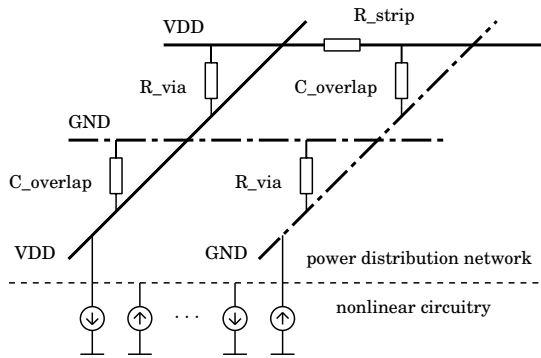 R_strip
VDD
R_via
C_overlap
GND
C_overlap
R_via
VDD
GND
power distribution network
nonlinear circuitry
. . .